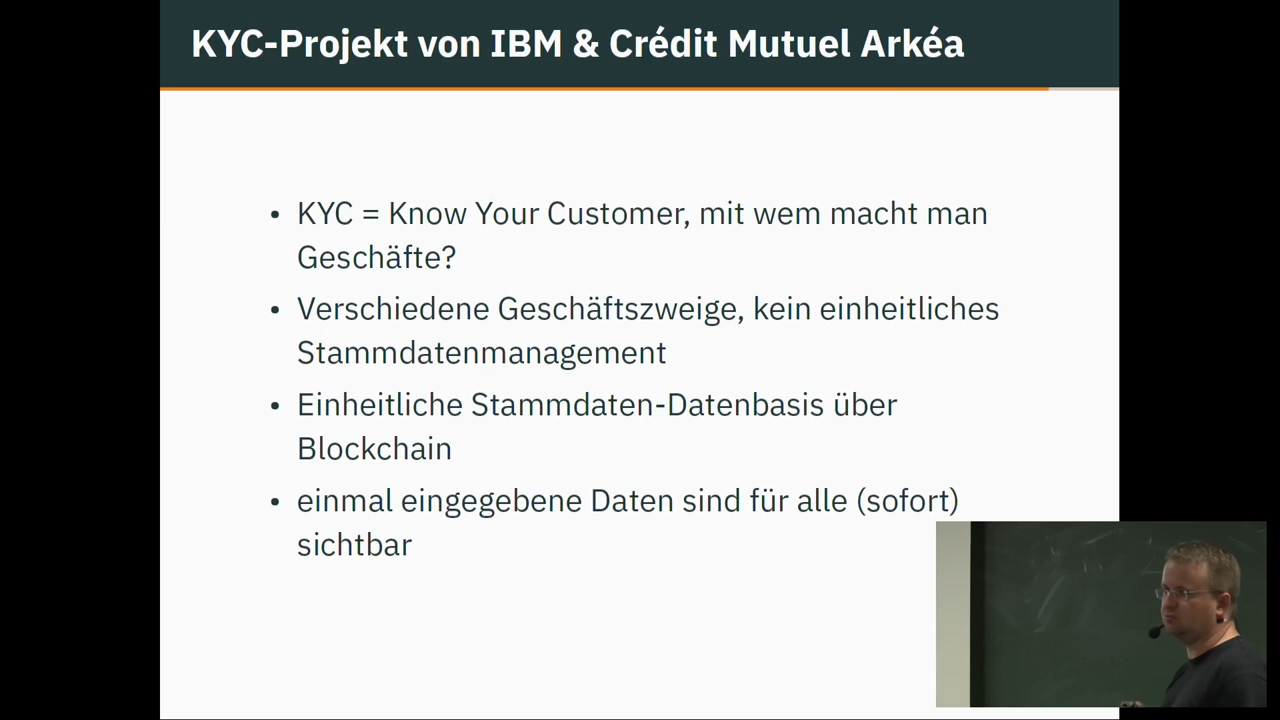 KYC-Projekt von IBM & Crédit Mutuel Arkéa
• KYC = Know Your Customer, mit wem macht man
Geschäfte?
• Verschiedene Geschäftszweige, kein einheitliches
Stammdatenmanagement
• Einheitliche Stammdaten-Datenbasis über
Blockchain
• einmal eingegebene Daten sind für alle (sofort)
sichtbar